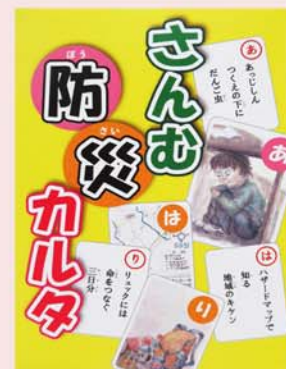 さんむ
防災
ぼう
さい
カルタ
あ
あっじしん
つくえの下に
だんご虫
あ
は
は
ハザードマップで
知る
地域のキケン
り
リュックには
命をつなぐ
三日分
り